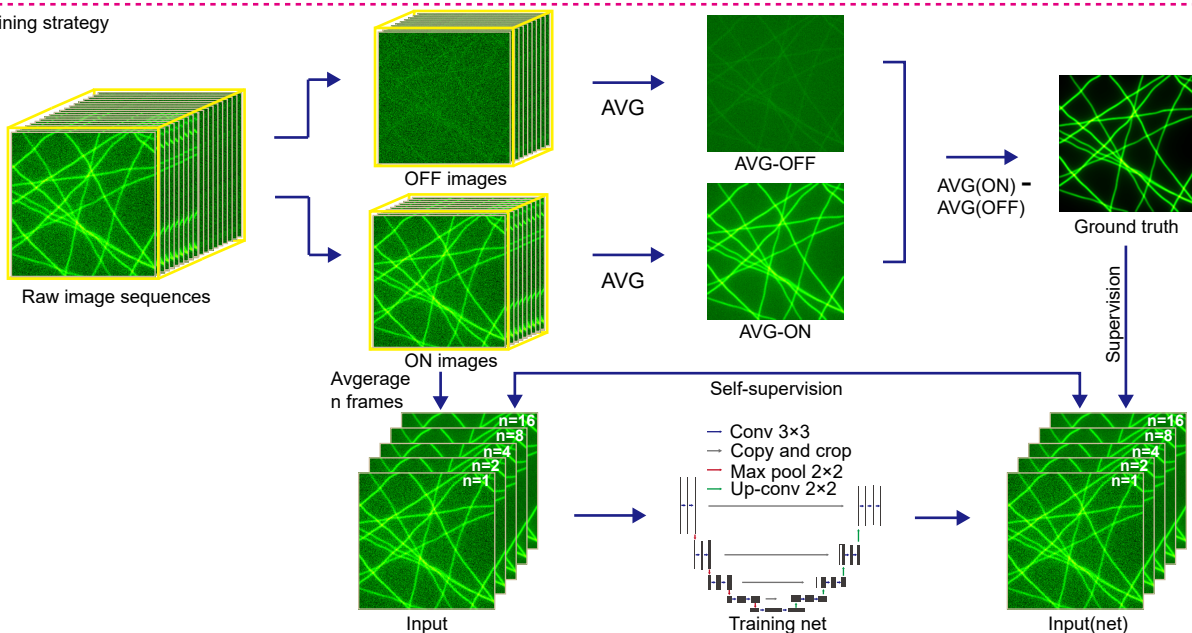 ining strategy
Raw image sequences
OFF images
AVG
AVG-OFF
ON images
AVG
AVG-ON
AVG(ON) -
AVG(OFF)
Ground truth
Supervision
Avgerage
n frames
Self-supervision
n=16
n=8
n=4
n=2
n=1
Input
Conv 3×3
Copy and crop
Max pool 2×2
Up-conv 2×2
Training net
n=16
n=8
n=4
n=2
n=1
Input(net)